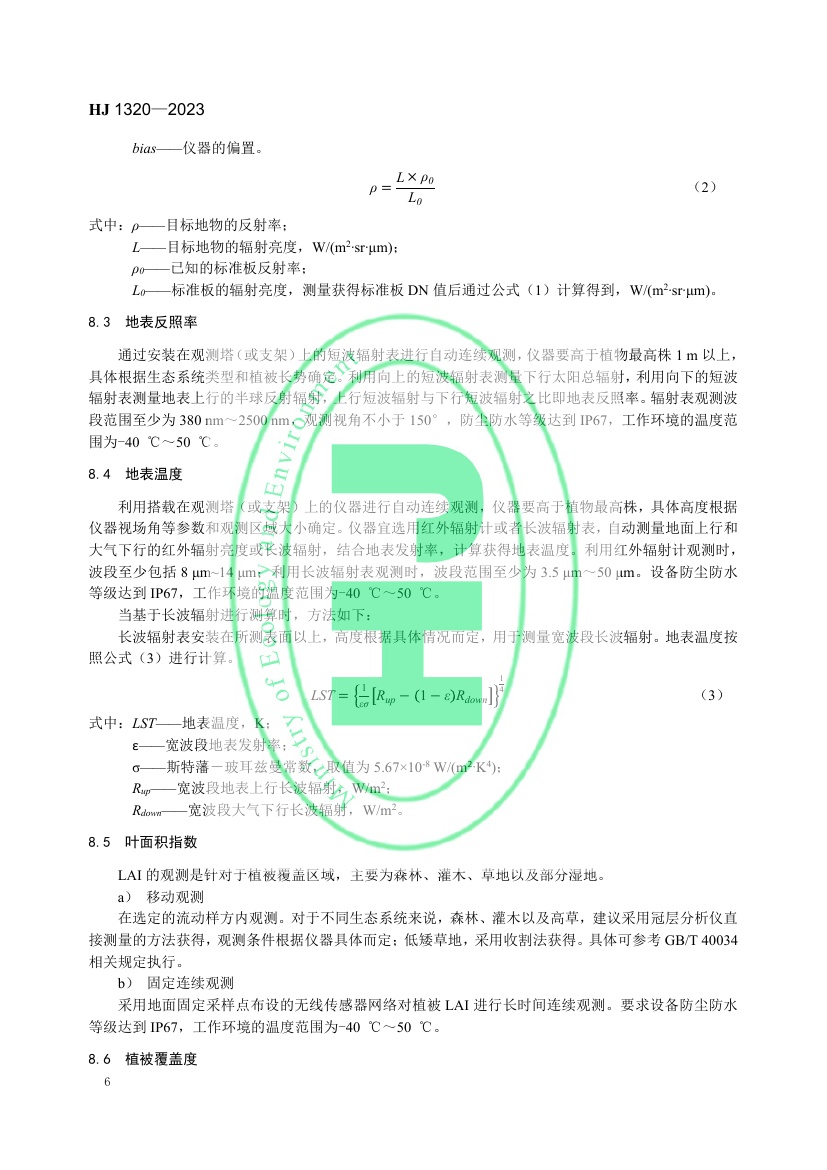 HJ 1320—2023
bias——仪器的偏置。
ρ = L × ρ0 / L0 （2）
式中：ρ——目标地物的反射率；
L——目标地物的辐射亮度，W/(m²·sr·μm)；
ρ0——已知的标准板反射率；
L0——标准板的辐射亮度，测量获得标准板 DN 值后通过公式（1）计算得到，W/(m²·sr·μm)。
8.3 地表反照率
通过安装在观测塔（或支架）上的短波辐射表进行自动连续观测，仪器要高于植物最高株 1 m 以上，
具体根据生态系统类型和植被长势确定。利用向上的短波辐射表测量下行太阳总辐射，利用向下的短波
辐射表测量地表上行的半球反射辐射，上行短波辐射与下行短波辐射之比即地表反照率。辐射表观测波
段范围至少为 380 nm～2500 nm，观测视角不小于 150°，防尘防水等级达到 IP67，工作环境的温度范
围为-40 ℃～50 ℃。
8.4 地表温度
利用搭载在观测塔（或支架）上的仪器进行自动连续观测，仪器要高于植物最高株，具体高度根据
仪器视场角等参数和观测区域大小确定。仪器宜选用红外辐射计或者长波辐射表，自动测量地面上行和
大气下行的红外辐射亮度或长波辐射，结合地表发射率，计算获得地表温度。利用红外辐射计观测时，
波段至少包括 8 μm~14 μm；利用长波辐射表观测时，波段范围至少为 3.5 μm～50 μm。设备防尘防水
等级达到 IP67，工作环境的温度范围为-40 ℃～50 ℃。
当基于长波辐射进行测算时，方法如下：
长波辐射表安装在所测表面以上，高度根据具体情况而定，用于测量宽波段长波辐射。地表温度按
照公式（3）进行计算。
LST = {1/εσ [Rup − (1 − ε)Rdown]}^1/4 （3）
式中：LST——地表温度，K；
ε——宽波段地表发射率；
σ——斯特藩－玻耳兹曼常数，取值为 5.67×10⁻⁸ W/(m²·K⁴)；
Rup——宽波段地表上行长波辐射，W/m²；
Rdown——宽波段大气下行长波辐射，W/m²。
8.5 叶面积指数
LAI 的观测是针对于植被覆盖区域，主要为森林、灌木、草地以及部分湿地。
a） 移动观测
在选定的流动样方内观测。对于不同生态系统来说，森林、灌木以及高草，建议采用冠层分析仪直
接测量的方法获得，观测条件根据仪器具体而定；低矮草地，采用收割法获得。具体可参考 GB/T 40034
相关规定执行。
b） 固定连续观测
采用地面固定采样点布设的无线传感器网络对植被 LAI 进行长时间连续观测。要求设备防尘防水
等级达到 IP67，工作环境的温度范围为-40 ℃～50 ℃。
8.6 植被覆盖度
6
Ministry of Ecology and Environment